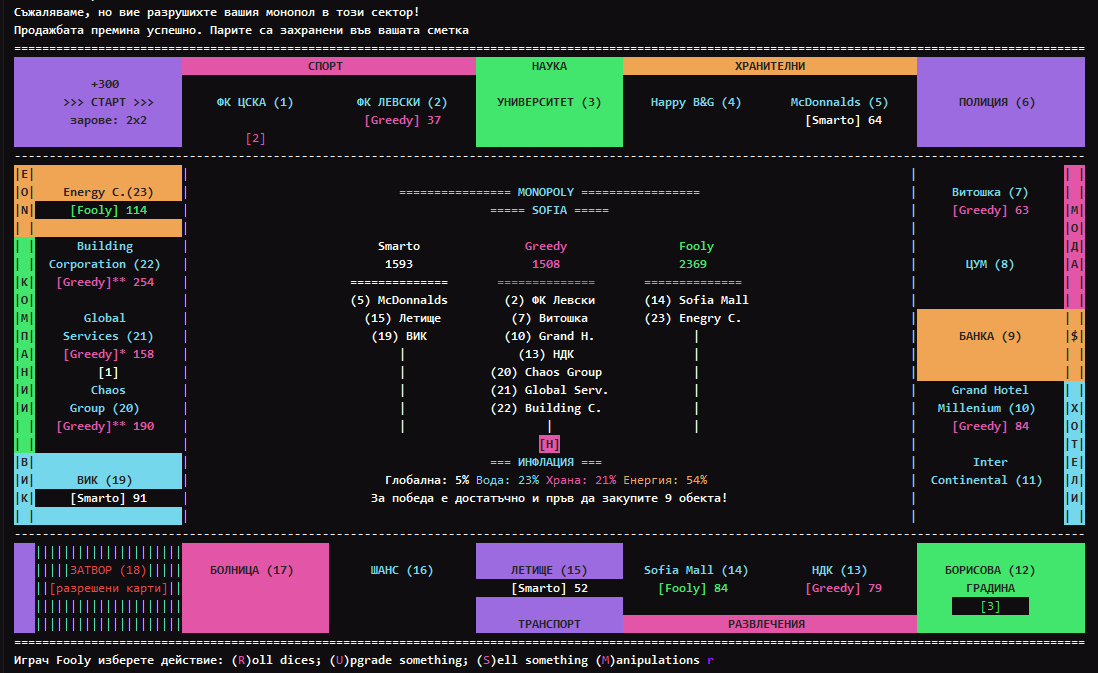 Съжаляваме, но вие разрушихте вашия монопол в този сектор!
Продажбата премина успешно. Парите са захранени във вашата сметка
СПОРТ НАУКА ХРАНИТЕЛНИ
+300
>>> СТАРТ >>> ФК ЦСКА (1) ФК ЛЕВСКИ (2) УНИВЕРСИТЕТ (3) Happy B&G (4) McDonnalds (5) ПОЛИЦИЯ (6)
зарове: 2x2 [Greedy] 37 [Smarto] 64
[2]
|E|
|O| Energy C.(23) ================ MONOPOLY ================= Витошка (7)
|N| [Fooly] 114 ===== SOFIA ===== [Greedy] 63 |М|
|О|
Building Smarto Greedy Fooly |Д|
Corporation (22) 1593 1508 2369 ЦУМ (8) |А|
|К| [Greedy]** 254 ============== ============== ==============
|О| (5) McDonnalds (2) ФК Левски (14) Sofia Mall
|М| Global (15) Летище (7) Витошка (23) Enegry C.
|П| Services (21) (19) ВИК (10) Grand H. БАНКА (9) |$|
|А| [Greedy]* 158 (13) НДК
|Н| [1] (20) Chaos Group
|И| Chaos (21) Global Serv. Grand Hotel
|И| Group (20) (22) Building C. Millenium (10) |Х|
[Greedy]** 190 [Greedy] 84 |О|
[H] |Т|
|В| === ИНФЛАЦИЯ === Inter |Е|
|И| ВИК (19) Глобална: 5% Вода: 23% Храна: 21% Енергия: 54% Continental (11) |Л|
|К| [Smarto] 91 За победа е достатъчно и пръв да закупите 9 обекта! |И|
ЗАТВОР (18) БОЛНИЦА (17) ШАНС (16) ЛЕТИЩЕ (15) Sofia Mall (14) НДК (13) БОРИСОВА (12)
[разрешени карти] [Smarto] 52 [Fooly] 84 [Greedy] 79 ГРАДИНА
[3]
ТРАНСПОРТ РАЗВЛЕЧЕНИЯ
Играч Fooly изберете действие: (R)oll dices; (U)pgrade something; (S)ell something (M)anipulations r